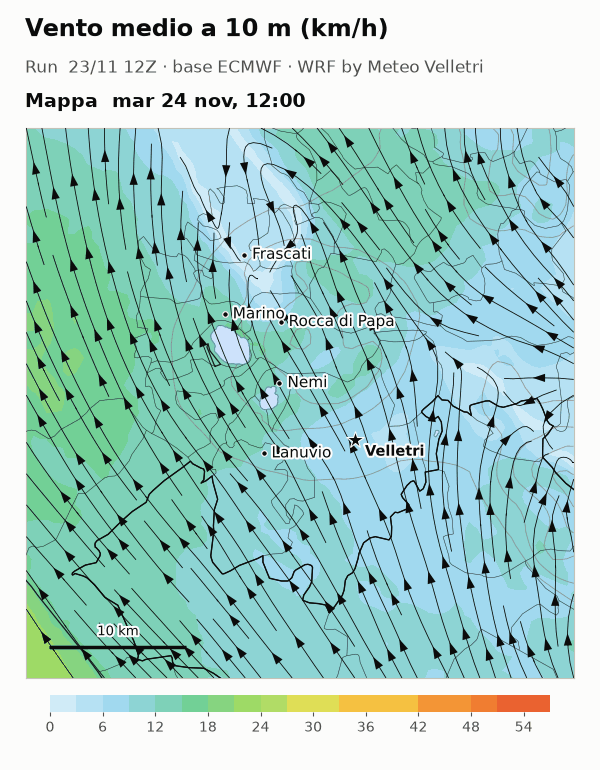 Vento medio a 10 m (km/h)
Run  23/11 12Z · base ECMWF · WRF by Meteo Velletri
Mappa  mar 24 nov, 12:00
Frascati
Marino
Rocca di Papa
Nemi
Velletri
Lanuvio
10 km
0 6 12 18 24 30 36 42 48 54